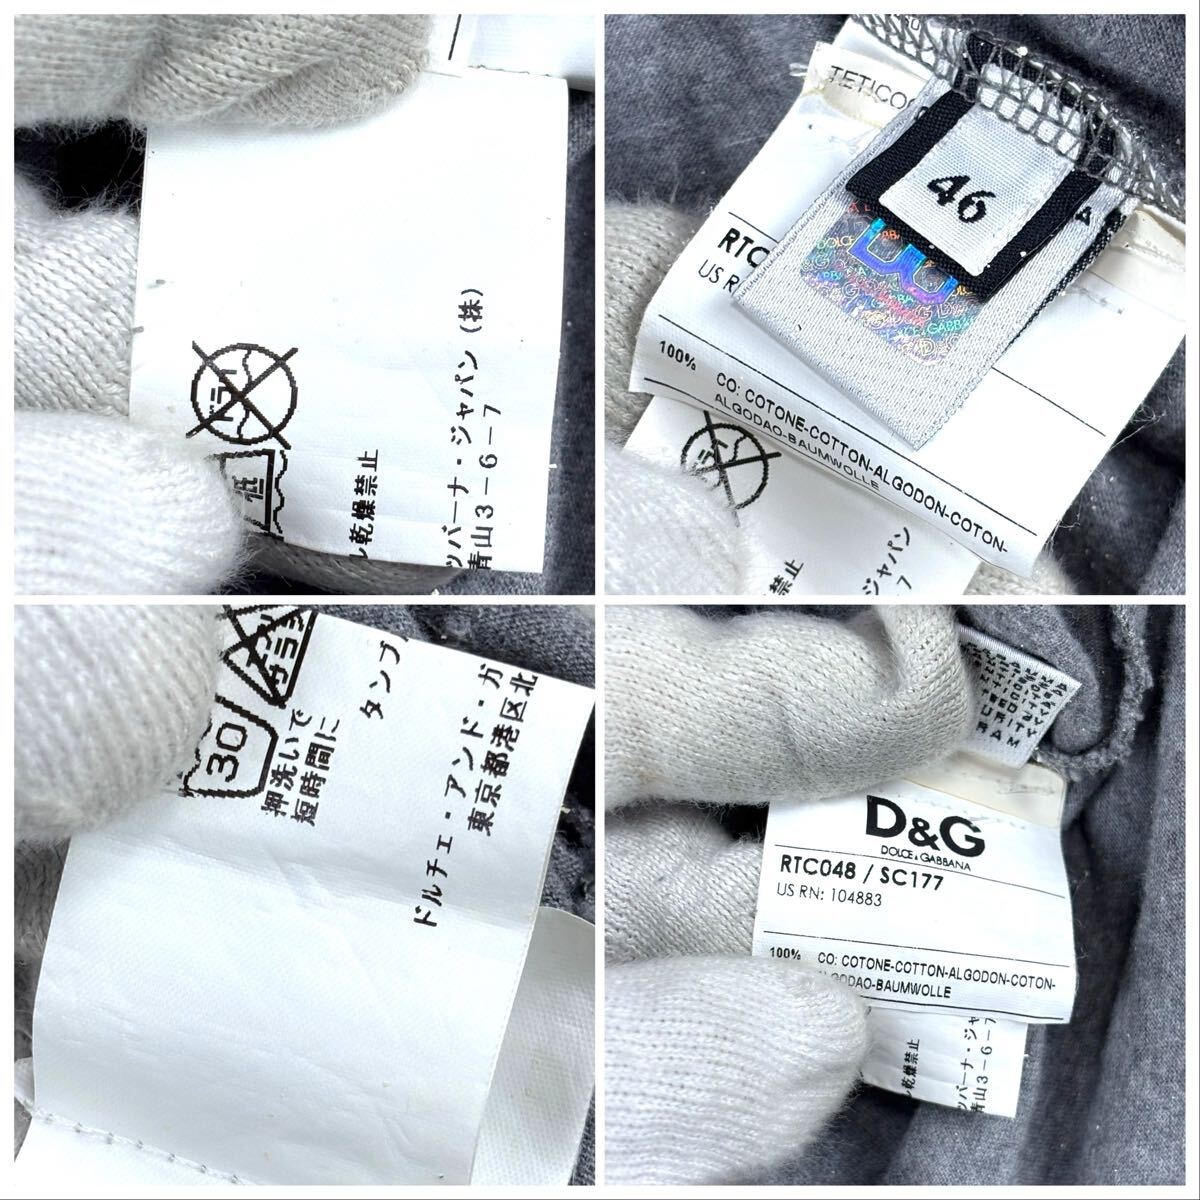 ドライ
低
ル乾燥禁止
ッバーナ・ジャパン(株)
青山3-6-7
46
RTC
US R
100%
CO: COTONE-COTTON-ALGODON-COTON-
ALGODAO-BAUMWOLLE
乾燥禁止
・ジャパン
30
押洗いで
短時間に
タンブ
ドルチェ・アンド・ガ
東京都港区北
D&G
DOLCE & GABBANA
RTC048 / SC177
US RN: 104883
100%
CO: COTONE-COTTON-ALGODON-COTON-
ALGODAO-BAUMWOLLE
ル乾燥禁止
ッバーナ・ジャパ
青山3-6-7